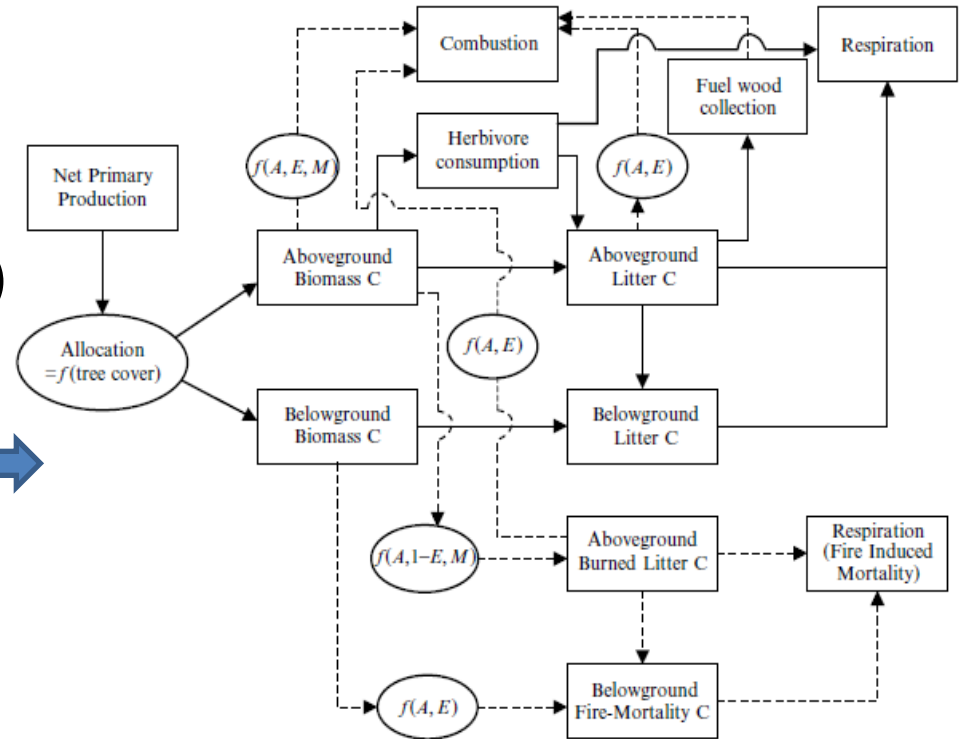 Combustion
Respiration
Fuel wood
collection
Herbivore
consumption
f(A, E, M)
f(A, E)
Net Primary
Production
Aboveground
Biomass C
Aboveground
Litter C
Allocation
=f(tree cover)
f(A, E)
Belowground
Biomass C
Belowground
Litter C
f(A, 1−E, M)
Aboveground
Burned Litter C
Respiration
(Fire Induced
Mortality)
f(A, E)
Belowground
Fire-Mortality C
)